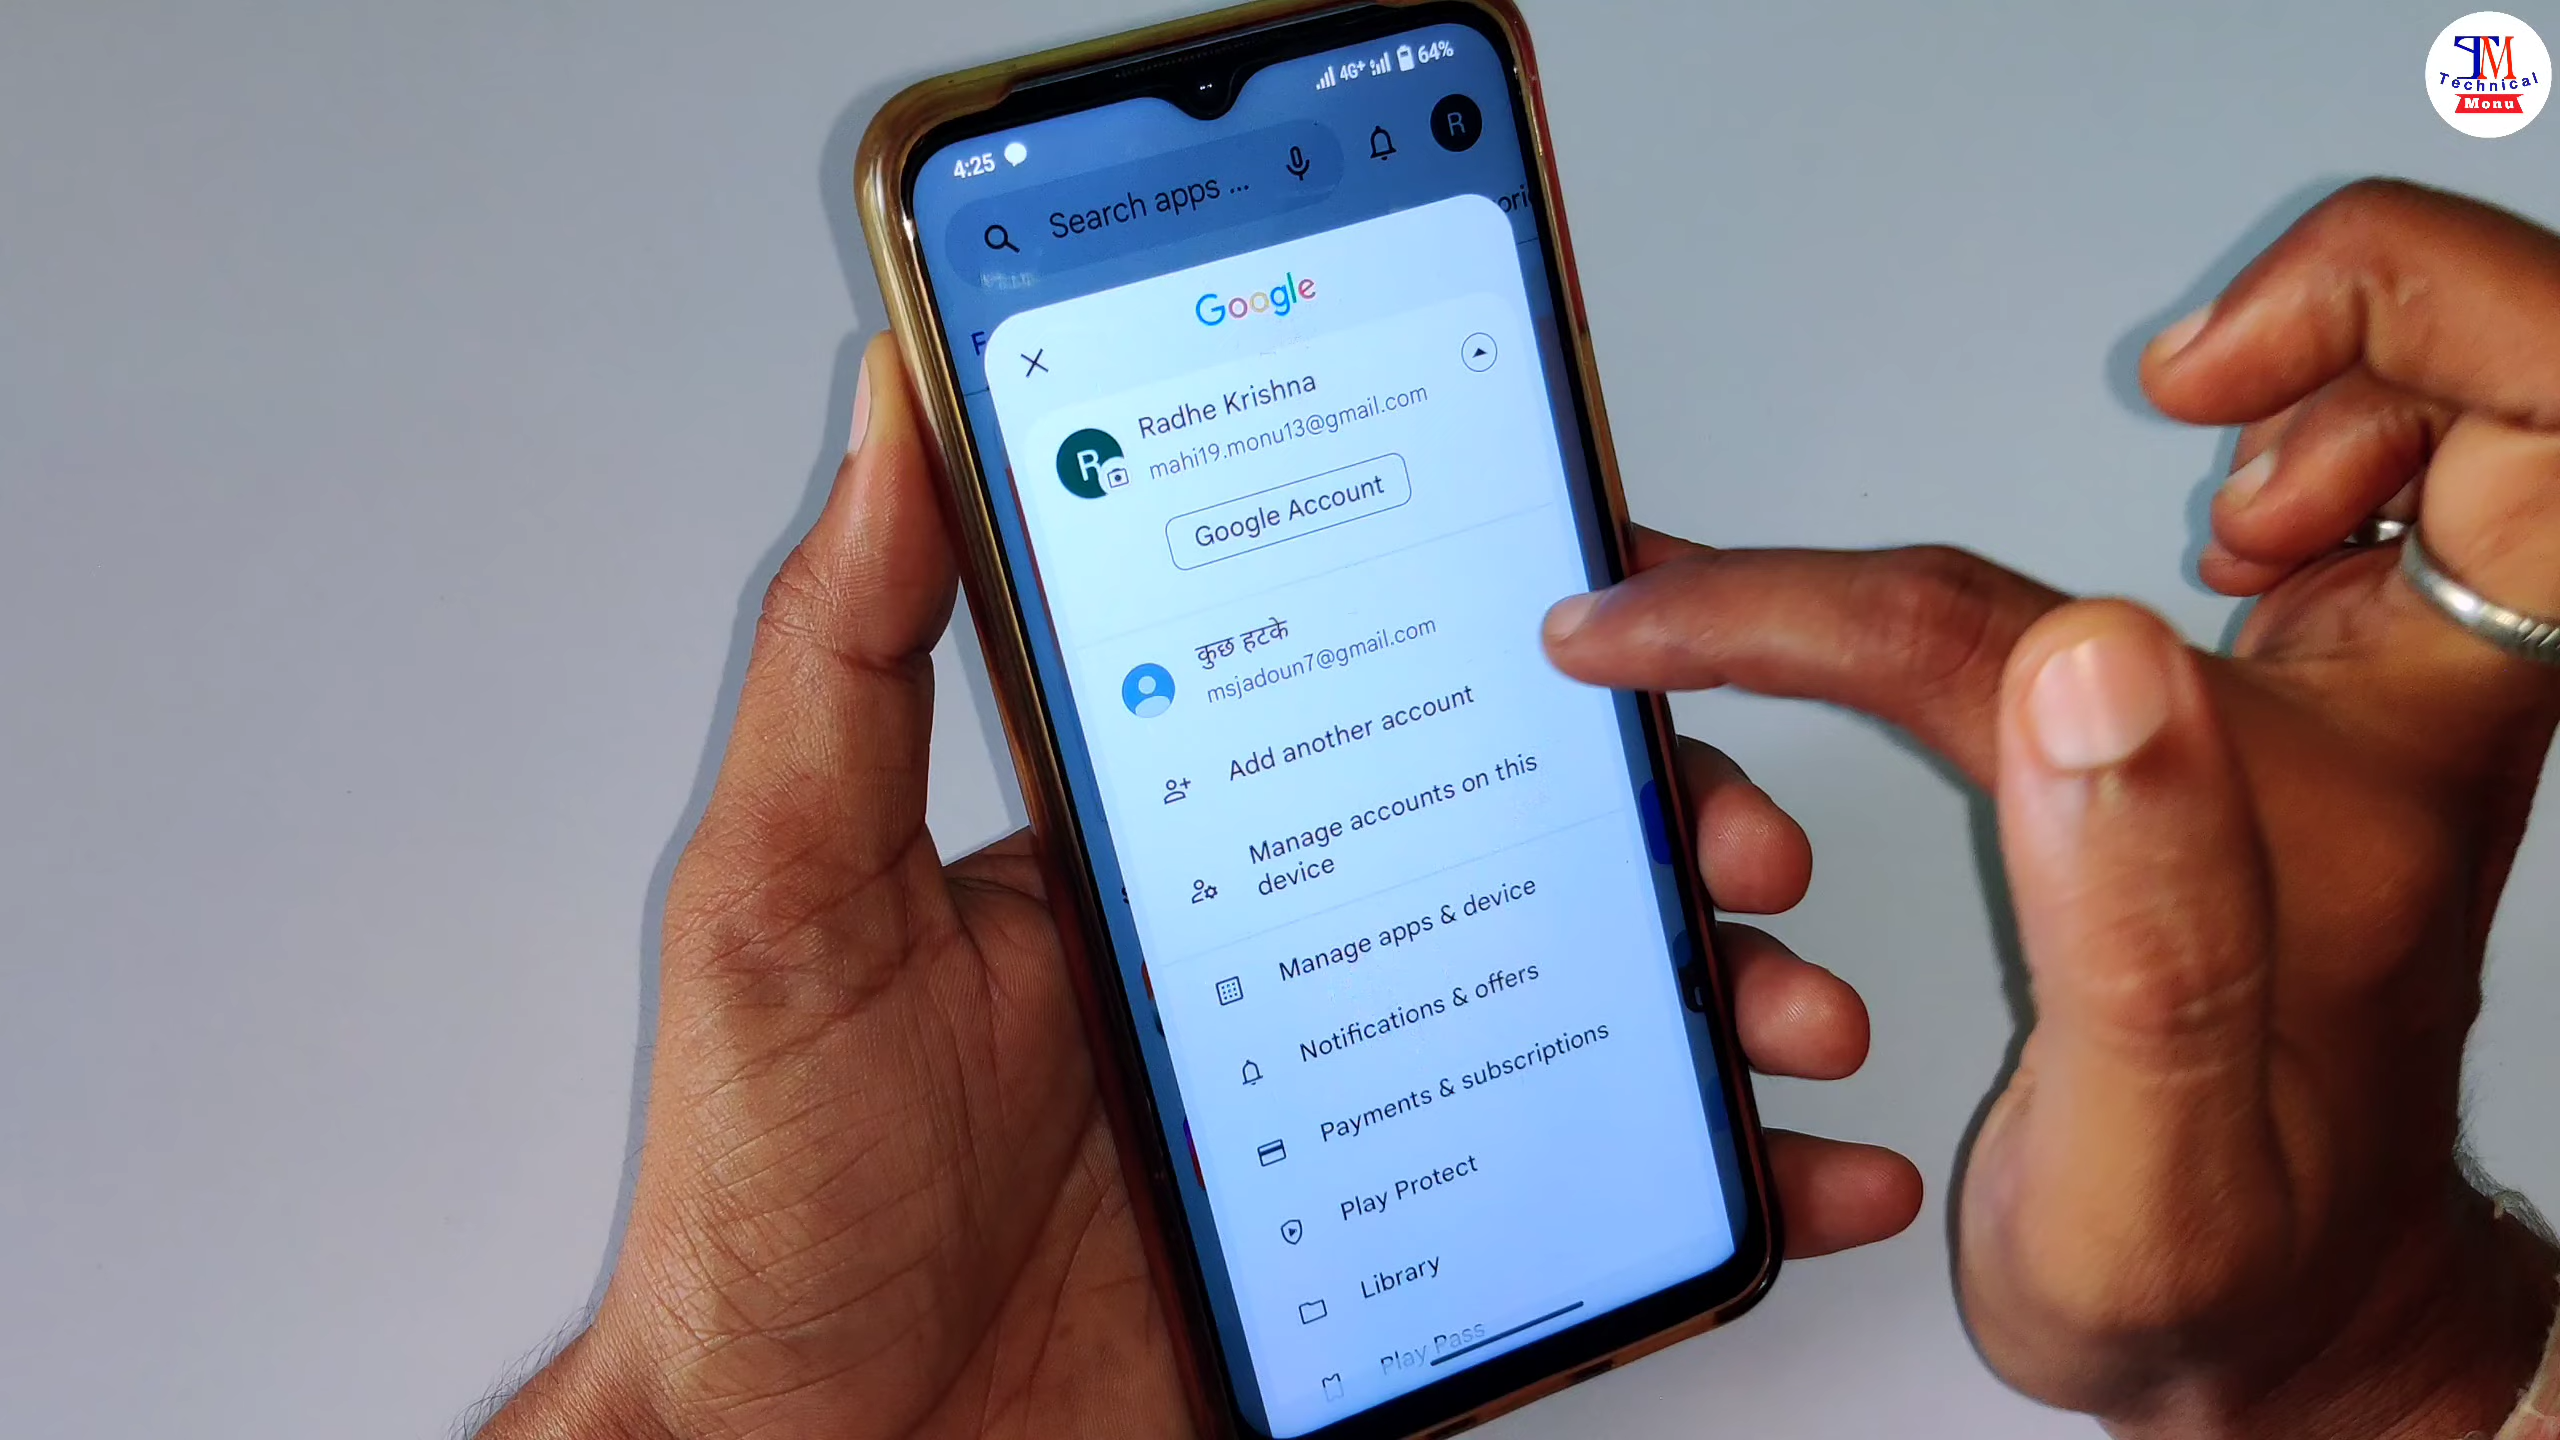 TM
Technical
Monu
4:25
4G+
64%
Search apps ...
R
Google
Radhe Krishna
mahi19.monu13@gmail.com
R
Google Account
कुछ हटके
msjadoun7@gmail.com
Add another account
Manage accounts on this
device
Manage apps & device
Notifications & offers
Payments & subscriptions
Play Protect
Library
Play Pass